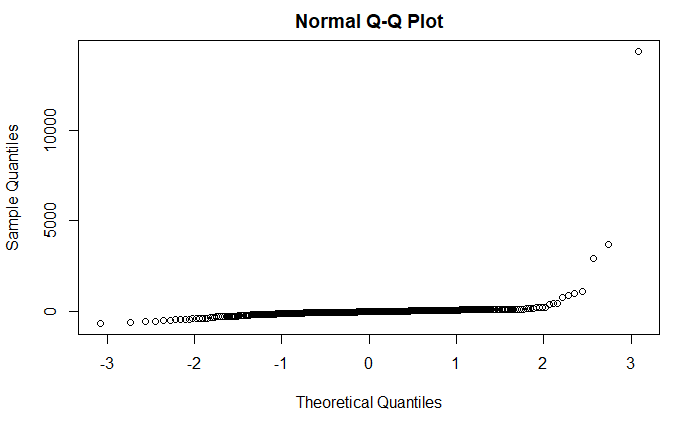 Normal Q-Q Plot
Sample Quantiles
10000
5000
0
-3 -2 -1 0 1 2 3
Theoretical Quantiles